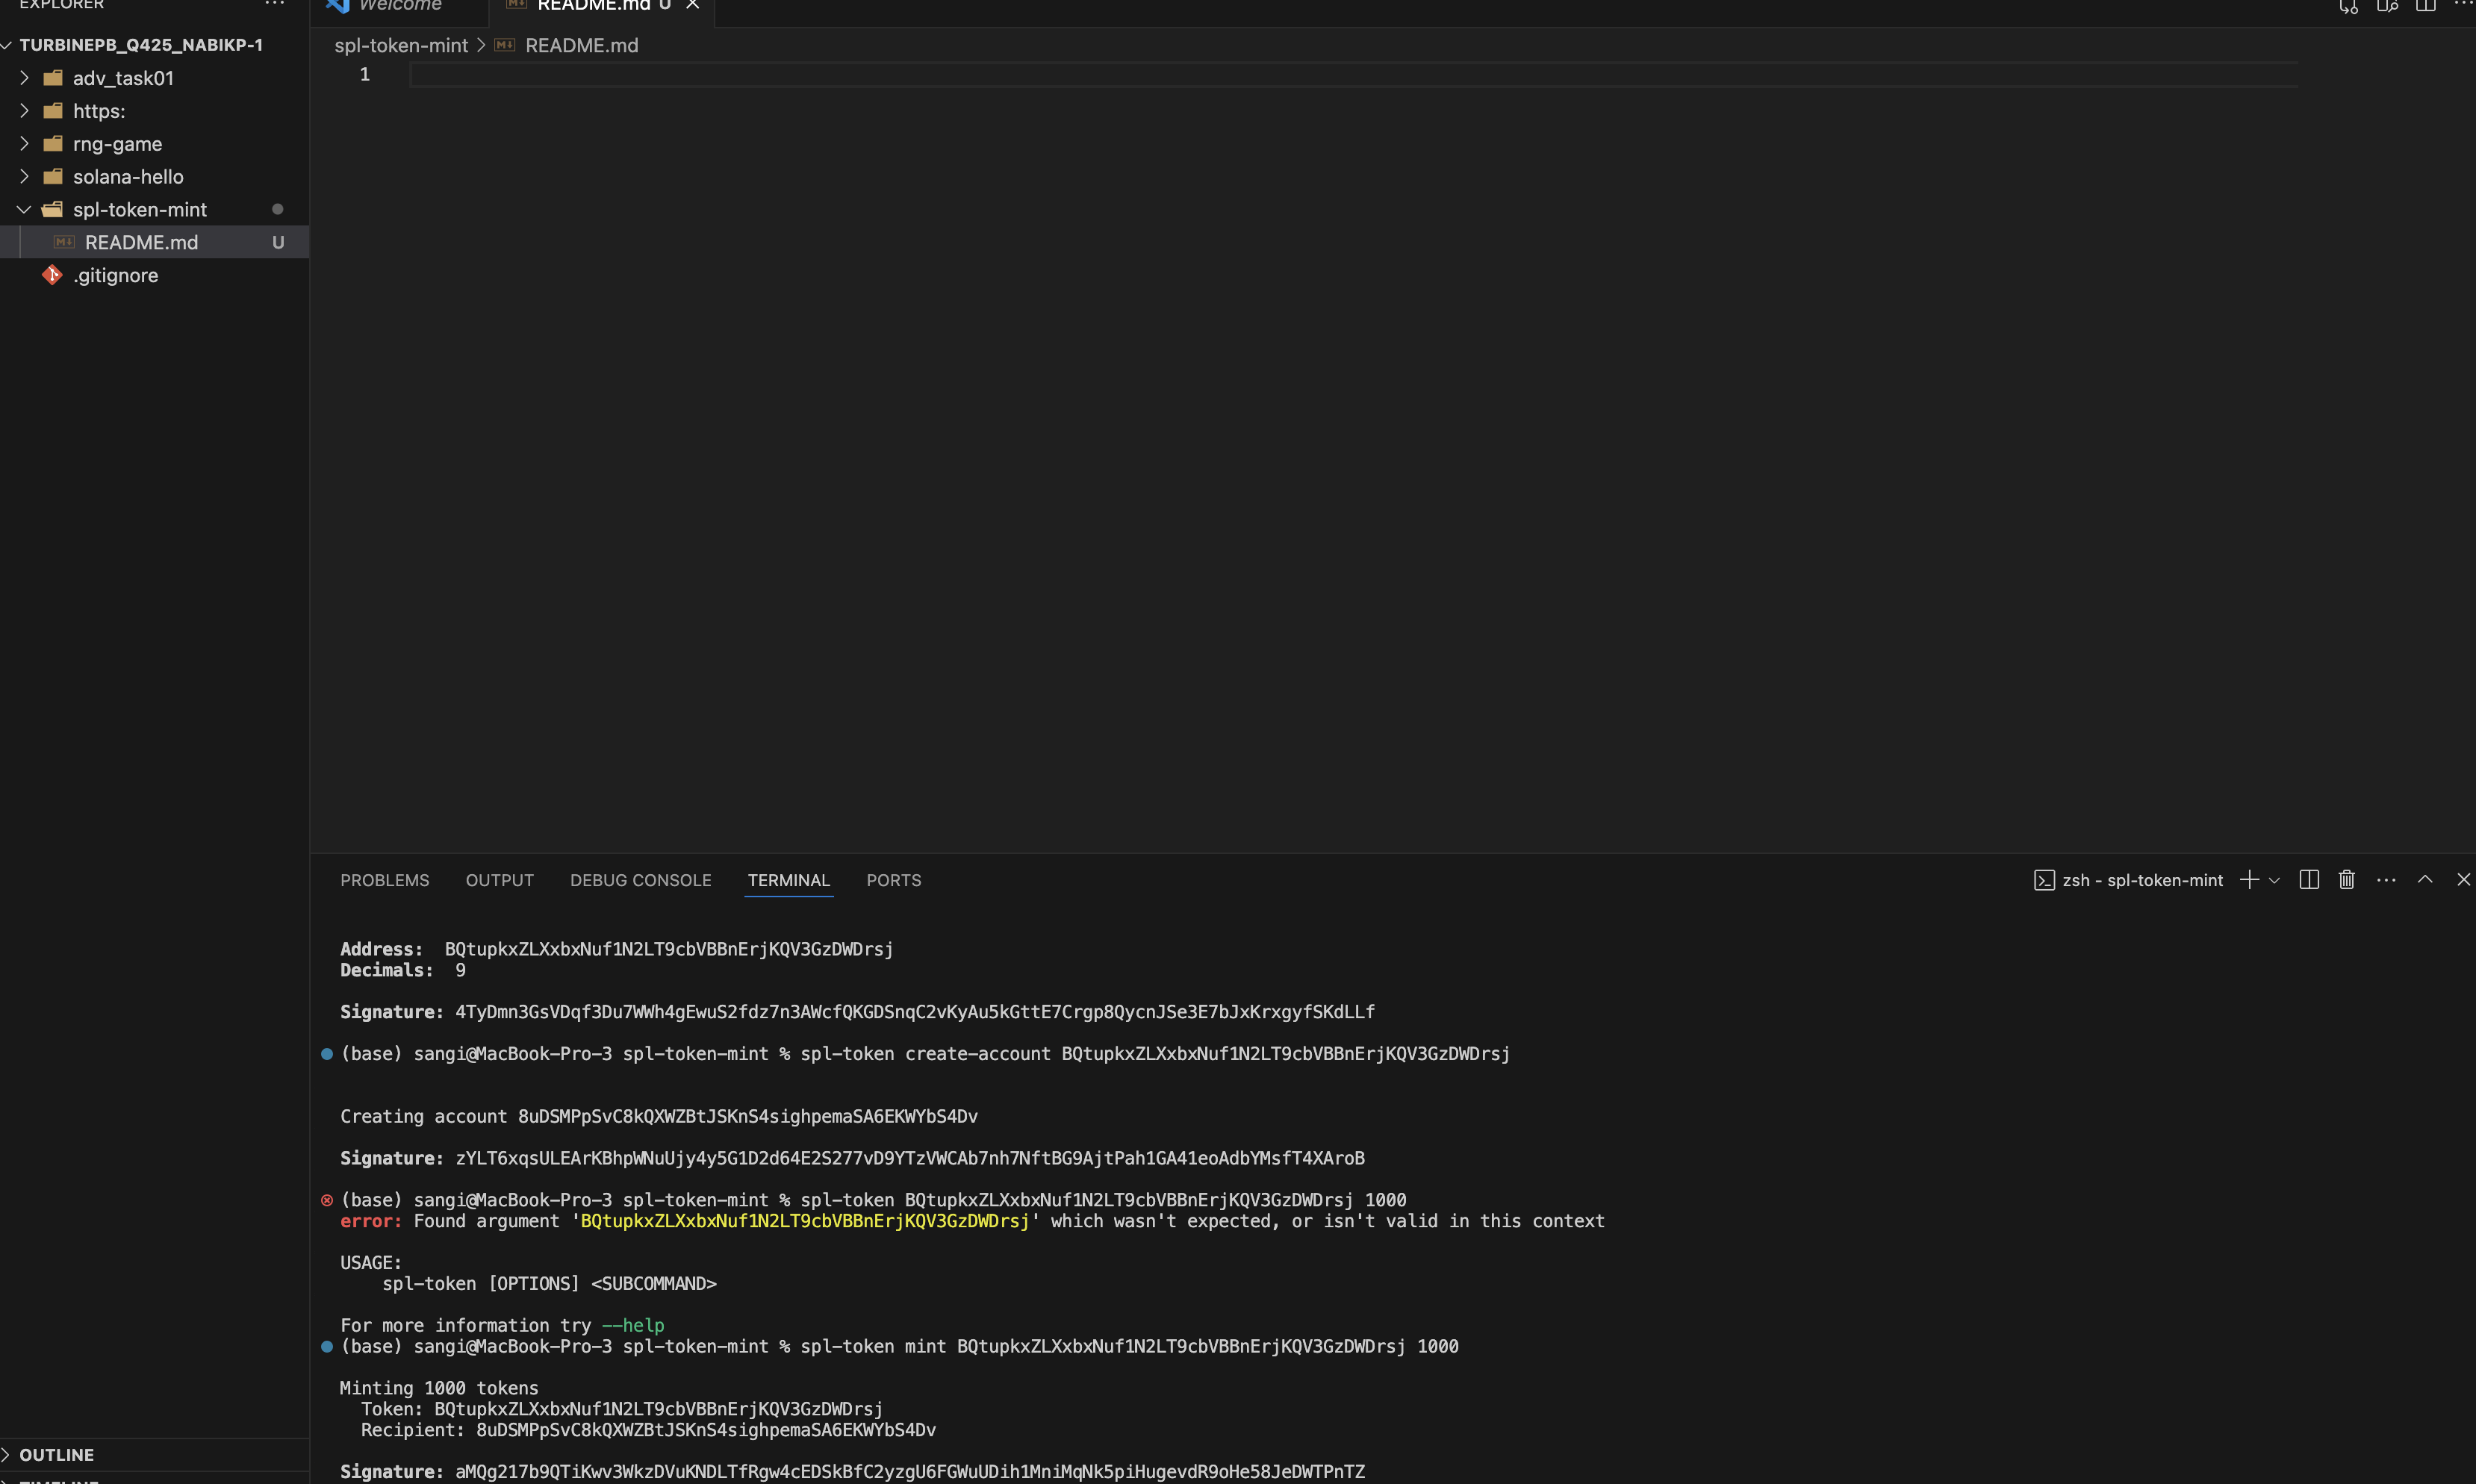 EXPLORER
Welcome
README.md U
TURBINEPB_Q425_NABIKP-1
adv_task01
https:
rng-game
solana-hello
spl-token-mint
README.md U
.gitignore
spl-token-mint > README.md
1
PROBLEMS OUTPUT DEBUG CONSOLE TERMINAL PORTS
zsh - spl-token-mint
Address: BQtupkxZLXxbxNuf1N2LT9cbVBBnErjKQV3GzDWDrsj
Decimals: 9
Signature: 4TyDmn3GsVDqf3Du7WWh4gEwuS2fdz7n3AWcfQKGDSnqC2vKyAu5kGttE7Crgp8QycnJSe3E7bJxKrxgyfSKdLLf
(base) sangi@MacBook-Pro-3 spl-token-mint % spl-token create-account BQtupkxZLXxbxNuf1N2LT9cbVBBnErjKQV3GzDWDrsj
Creating account 8uDSMPpSvC8kQXWZBtJSKnS4sighpemaSA6EKWYbS4Dv
Signature: zYLT6xqsULEArKBhpWNuUjy4y5G1D2d64E2S277vD9YTzVWCAb7nh7NftBG9AjtPah1GA41eoAdbYMsfT4XAroB
(base) sangi@MacBook-Pro-3 spl-token-mint % spl-token BQtupkxZLXxbxNuf1N2LT9cbVBBnErjKQV3GzDWDrsj 1000
error: Found argument 'BQtupkxZLXxbxNuf1N2LT9cbVBBnErjKQV3GzDWDrsj' which wasn't expected, or isn't valid in this context
USAGE:
spl-token [OPTIONS] <SUBCOMMAND>
For more information try --help
(base) sangi@MacBook-Pro-3 spl-token-mint % spl-token mint BQtupkxZLXxbxNuf1N2LT9cbVBBnErjKQV3GzDWDrsj 1000
Minting 1000 tokens
Token: BQtupkxZLXxbxNuf1N2LT9cbVBBnErjKQV3GzDWDrsj
Recipient: 8uDSMPpSvC8kQXWZBtJSKnS4sighpemaSA6EKWYbS4Dv
Signature: aMQg217b9QTiKwv3WkzDVuKNDLTfRgw4cEDSkBfC2yzgU6FGWuUDih1MniMqNk5piHugevdR9oHe58JeDWTPnTZ
OUTLINE
TIMELINE